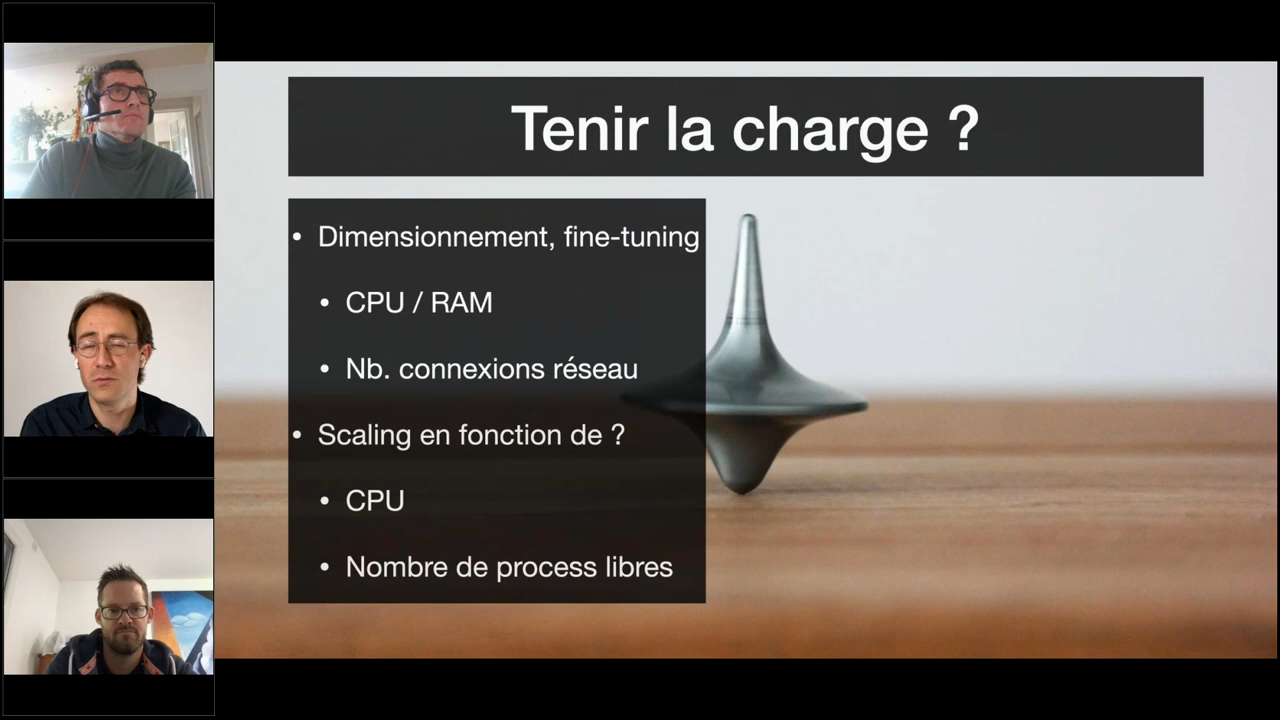 Tenir la charge ?
• Dimensionnement, fine-tuning
• CPU / RAM
• Nb. connexions réseau
• Scaling en fonction de ?
• CPU
• Nombre de process libres